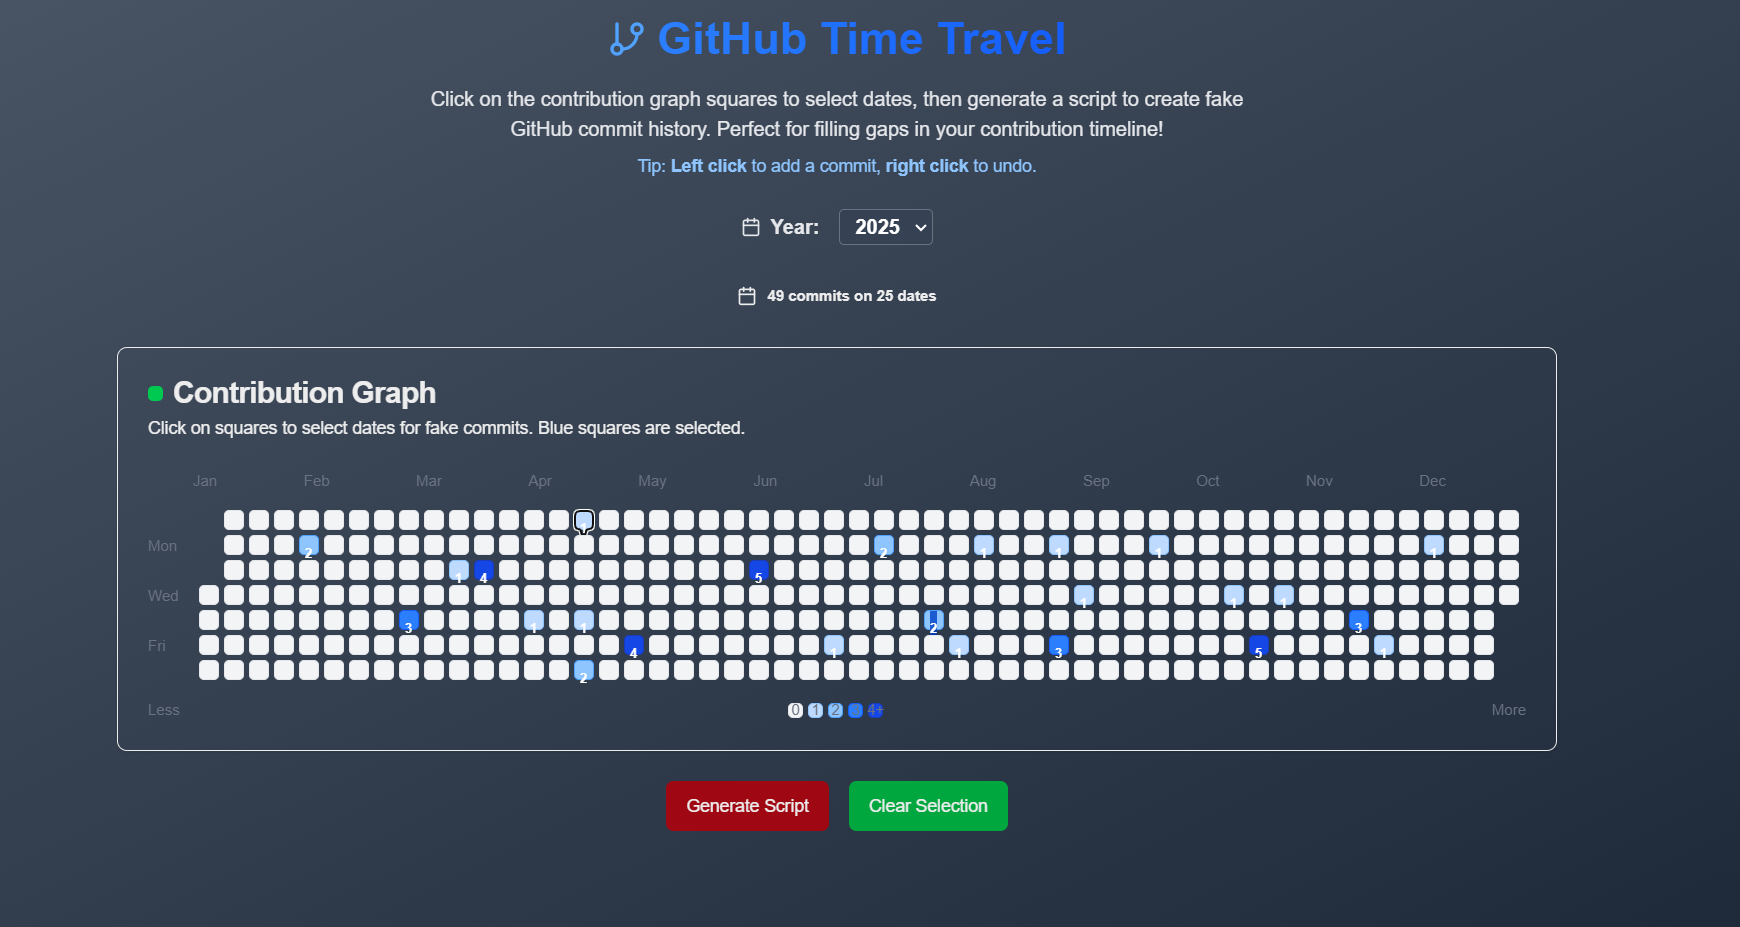 GitHub Time Travel
Click on the contribution graph squares to select dates, then generate a script to create fake
GitHub commit history. Perfect for filling gaps in your contribution timeline!
Tip: Left click to add a commit, right click to undo.
Year: 2025
49 commits on 25 dates
Contribution Graph
Click on squares to select dates for fake commits. Blue squares are selected.
Jan Feb Mar Apr May Jun Jul Aug Sep Oct Nov Dec
1
Mon 2 2 1 1 1 1
1 4 5
Wed 1 1 1
3 1 1 2 3
Fri 4 1 1 3 5 1
2
Less 0 1 2 4+ More
Generate Script Clear Selection